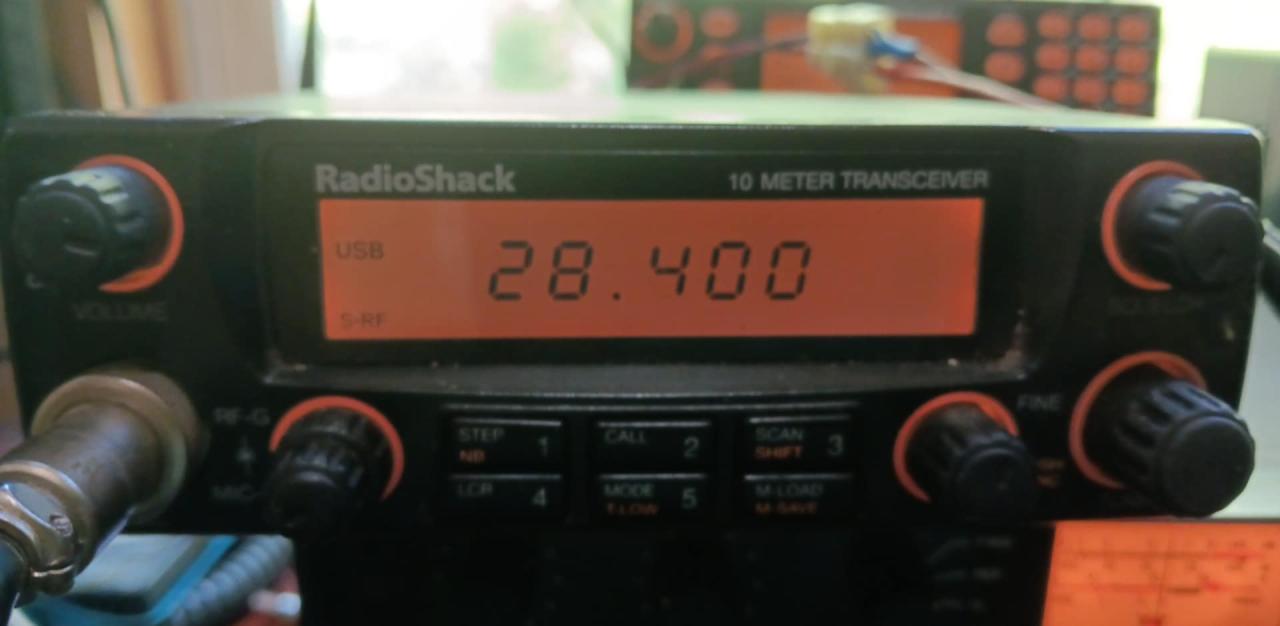 RadioShack
10 METER TRANSCEIVER
USB
28.400
S-RF
VOLUME
SQUELCH
RF-G
MIC-G
FINE
STEP 1
NB
CALL 2
SCAN 3
SHIFT
LCR 4
MODE 5
T.LOW
M-LOAD
M-SAVE